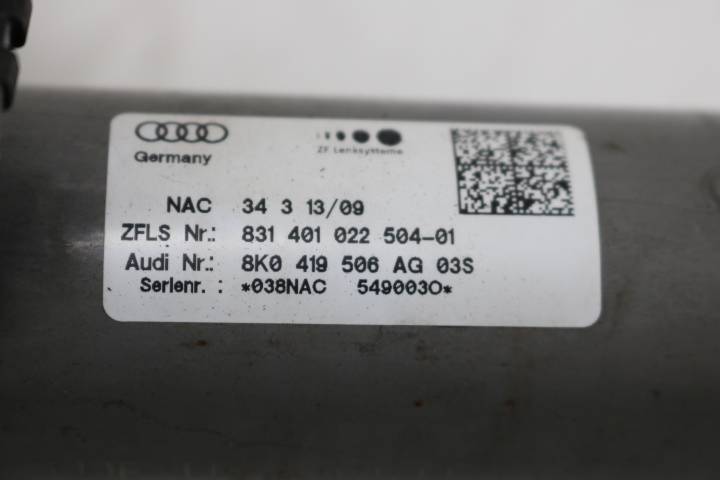 Germany
ZF Lenksysteme
NAC 34 3 13/09
ZFLS Nr.: 831 401 022 504-01
Audi Nr.: 8K0 419 506 AG 03S
Serienr. : *038NAC 5490030*